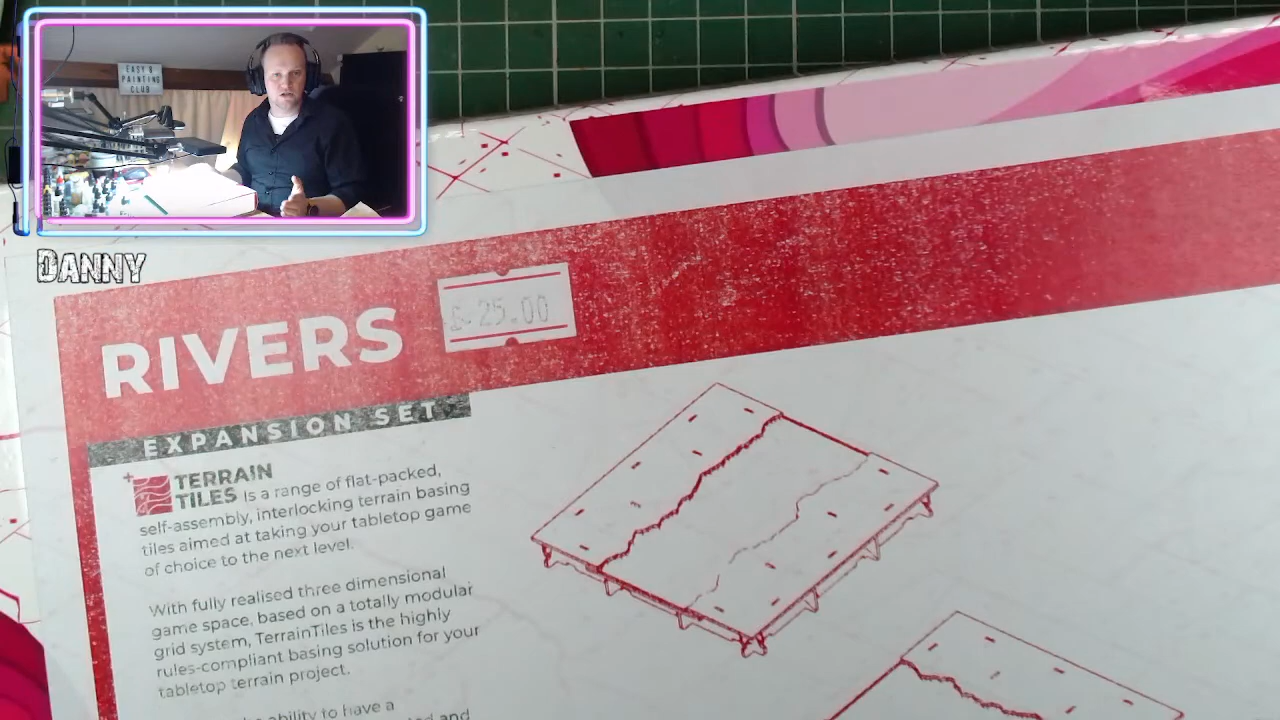 EASY B
PAINTING
CLUB
DANNY
RIVERS
£ 25.00
EXPANSION SET
TERRAIN
TILES is a range of flat-packed,
self-assembly, interlocking terrain basing
tiles aimed at taking your tabletop game
of choice to the next level.
With fully realised three dimensional
game space, based on a totally modular
grid system, TerrainTiles is the highly
rules-compliant basing solution for your
tabletop terrain project.
ability to have a
and